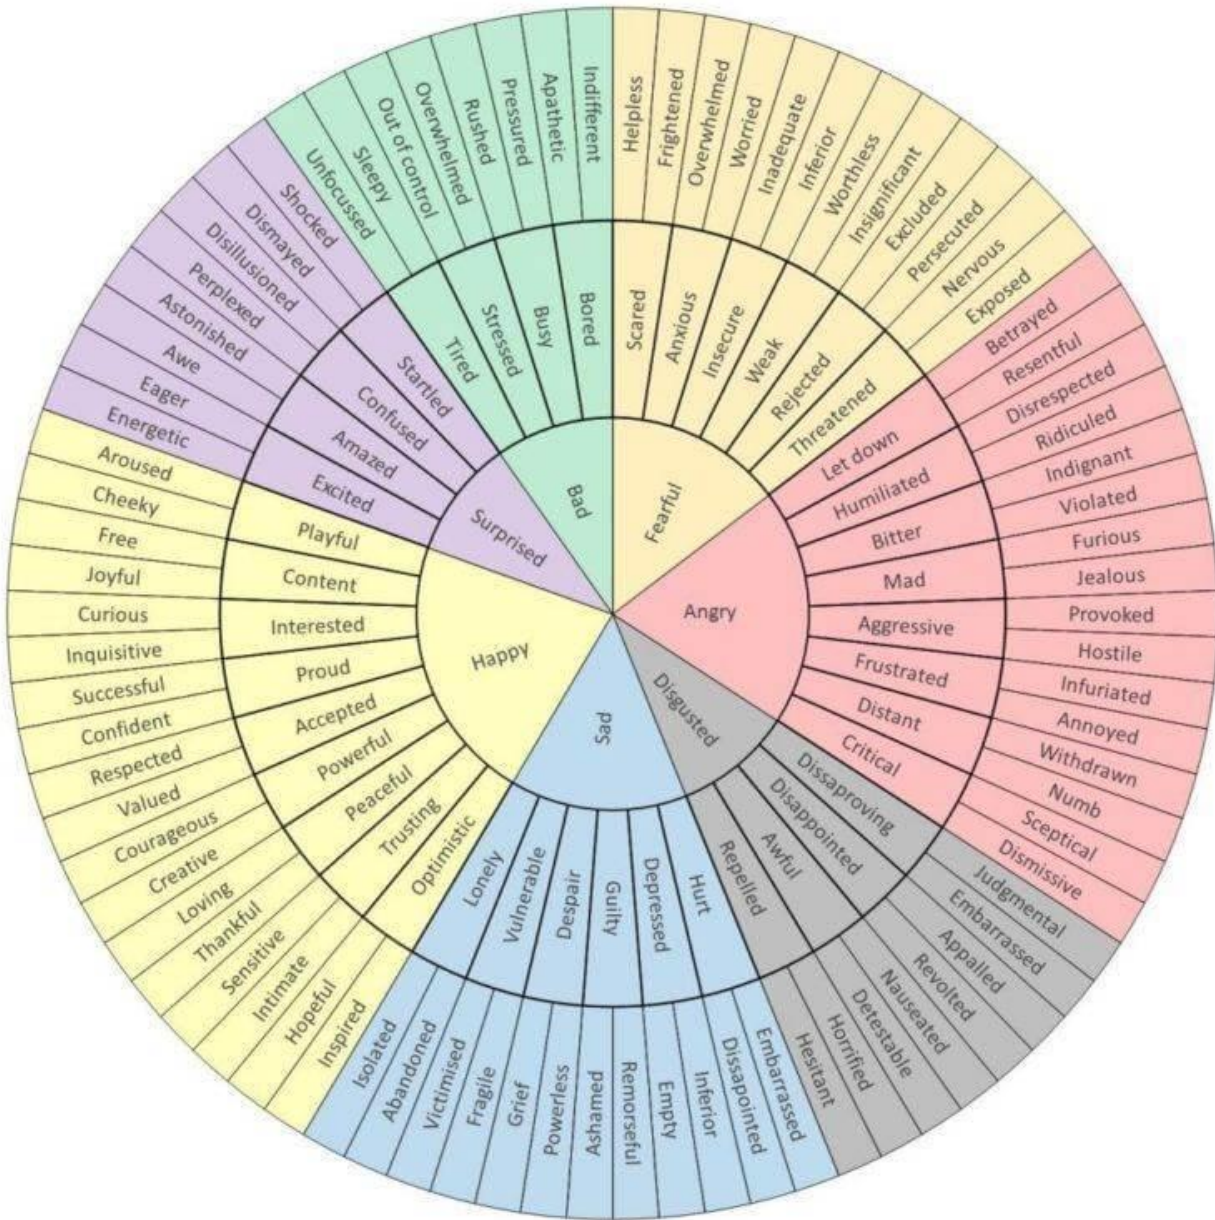 Fearful
Angry
Disgusted
Sad
Happy
Surprised
Bad
Scared
Anxious
Insecure
Weak
Rejected
Threatened
Let down
Humiliated
Bitter
Mad
Aggressive
Frustrated
Distant
Critical
Dissaproving
Disappointed
Awful
Repelled
Hurt
Depressed
Guilty
Despair
Vulnerable
Lonely
Optimistic
Trusting
Peaceful
Powerful
Accepted
Proud
Interested
Content
Playful
Excited
Amazed
Confused
Startled
Tired
Stressed
Busy
Bored
Helpless
Frightened
Overwhelmed
Worried
Inadequate
Inferior
Worthless
Insignificant
Excluded
Persecuted
Nervous
Exposed
Betrayed
Resentful
Disrespected
Ridiculed
Indignant
Violated
Furious
Jealous
Provoked
Hostile
Infuriated
Annoyed
Withdrawn
Numb
Sceptical
Dismissive
Judgmental
Embarrassed
Appalled
Revolted
Nauseated
Detestable
Horrified
Hesitant
Embarrassed
Dissapointed
Inferior
Empty
Remorseful
Ashamed
Powerless
Grief
Fragile
Victimised
Abandoned
Isolated
Inspired
Hopeful
Intimate
Sensitive
Thankful
Loving
Creative
Courageous
Valued
Respected
Confident
Successful
Inquisitive
Curious
Joyful
Free
Cheeky
Aroused
Energetic
Eager
Awe
Astonished
Perplexed
Disillusioned
Dismayed
Shocked
Unfocussed
Sleepy
Out of control
Overwhelmed
Rushed
Pressured
Apathetic
Indifferent